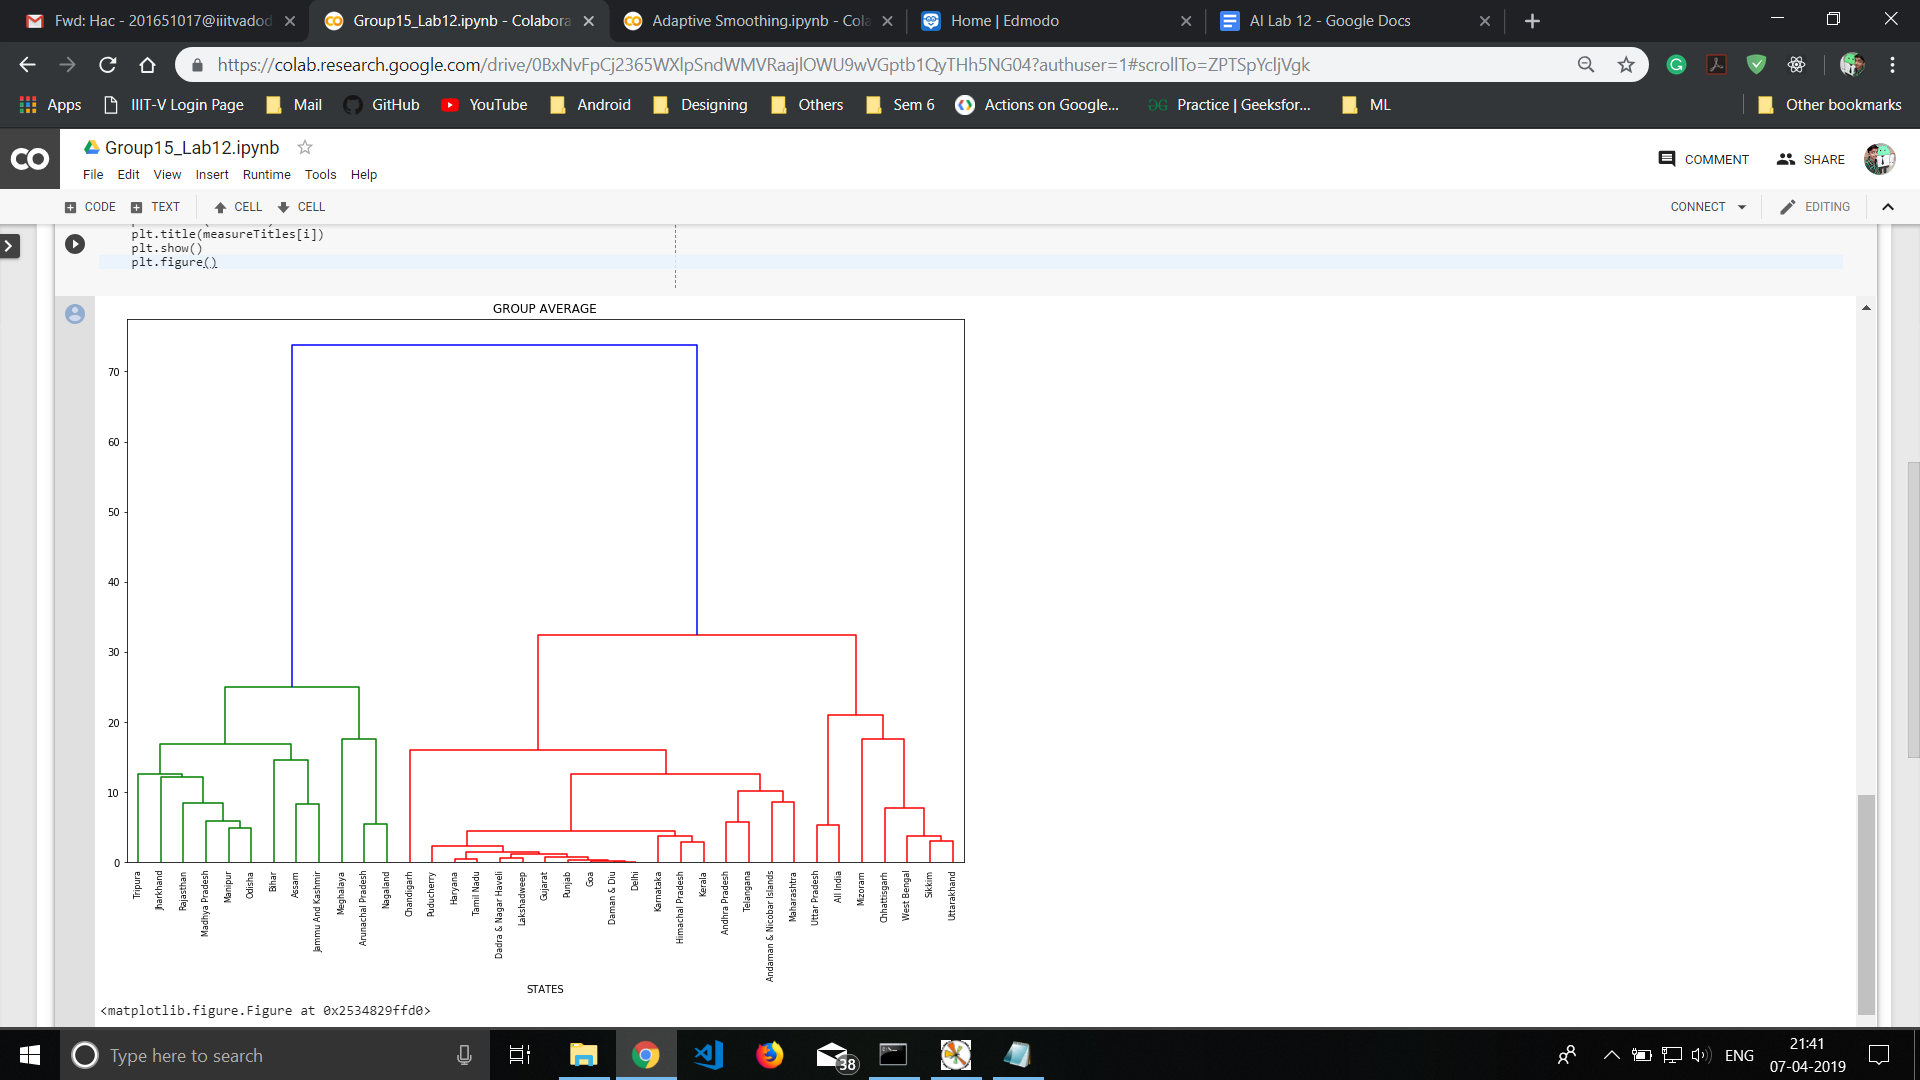 Fwd: Hac - 201651017@iiitvadod
Group15_Lab12.ipynb - Colabora
Adaptive Smoothing.ipynb - Cola
Home | Edmodo
AI Lab 12 - Google Docs
https://colab.research.google.com/drive/0BxNvFpCj2365WXlpSndWMVRaajlOWU9wVGptb1QyTHh5NG04?authuser=1#scrollTo=ZPTSpYcljVgk
Apps
IIIT-V Login Page
Mail
GitHub
YouTube
Android
Designing
Others
Sem 6
Actions on Google...
Practice | Geeksfor...
ML
Other bookmarks
CO
Group15_Lab12.ipynb
COMMENT
SHARE
File Edit View Insert Runtime Tools Help
CODE TEXT CELL CELL
CONNECT
EDITING
plt.title(measureTitles[i])
plt.show()
plt.figure()
GROUP AVERAGE
70
60
50
40
30
20
10
0
Tripura
Jharkhand
Rajasthan
Madhya Pradesh
Manipur
Odisha
Bihar
Assam
Jammu And Kashmir
Meghalaya
Arunachal Pradesh
Nagaland
Chandigarh
Puducherry
Haryana
Tamil Nadu
Dadra & Nagar Haveli
Lakshadweep
Gujarat
Punjab
Goa
Daman & Diu
Delhi
Karnataka
Himachal Pradesh
Kerala
Andhra Pradesh
Telangana
Andaman & Nicobar Islands
Maharashtra
Uttar Pradesh
All India
Mizoram
Chhattisgarh
West Bengal
Sikkim
Uttarakhand
STATES
<matplotlib.figure.Figure at 0x2534829ffd0>
Type here to search
38
ENG
21:41
07-04-2019